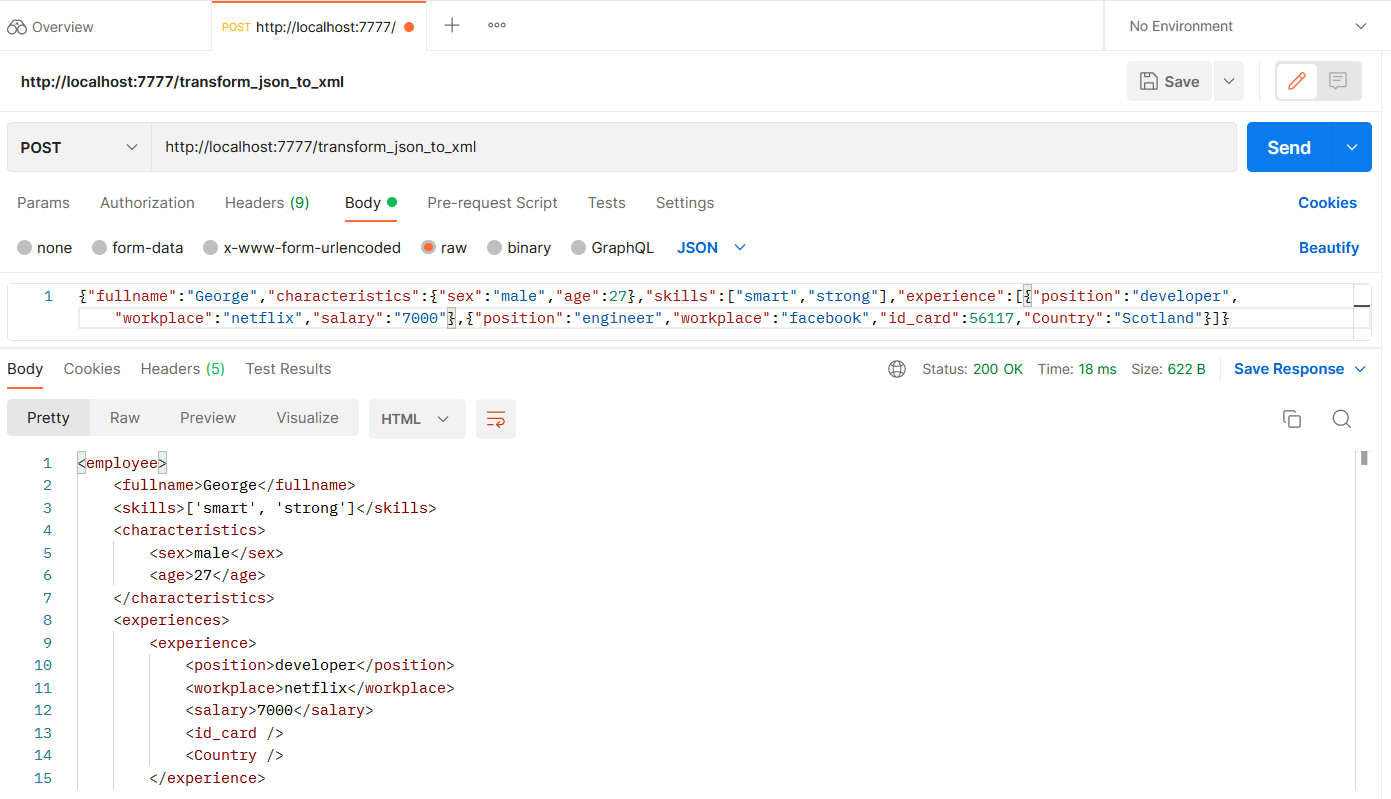 Overview
POST http://localhost:7777/
No Environment
http://localhost:7777/transform_json_to_xml
Save
POST
http://localhost:7777/transform_json_to_xml
Send
Params Authorization Headers (9) Body Pre-request Script Tests Settings Cookies
none form-data x-www-form-urlencoded raw binary GraphQL JSON Beautify
1 {"fullname":"George","characteristics":{"sex":"male","age":27},"skills":["smart","strong"],"experience":[{"position":"developer",
"workplace":"netflix","salary":"7000"},{"position":"engineer","workplace":"facebook","id_card":56117,"Country":"Scotland"}]}
Body Cookies Headers (5) Test Results Status: 200 OK Time: 18 ms Size: 622 B Save Response
Pretty Raw Preview Visualize HTML
1 <employee>
2 <fullname>George</fullname>
3 <skills>['smart', 'strong']</skills>
4 <characteristics>
5 <sex>male</sex>
6 <age>27</age>
7 </characteristics>
8 <experiences>
9 <experience>
10 <position>developer</position>
11 <workplace>netflix</workplace>
12 <salary>7000</salary>
13 <id_card />
14 <Country />
15 </experience>